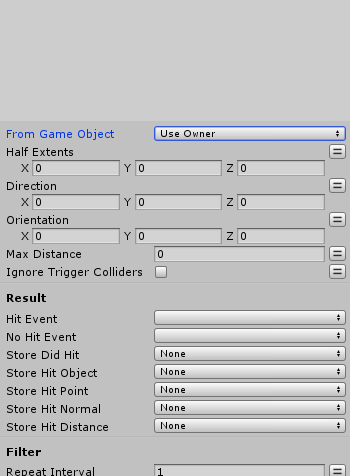 From Game Object Use Owner
Half Extents =
X 0 Y 0 Z 0
Direction =
X 0 Y 0 Z 0
Orientation =
X 0 Y 0 Z 0
Max Distance 0 =
Ignore Trigger Colliders =
Result
Hit Event
No Hit Event
Store Did Hit None
Store Hit Object None
Store Hit Point None
Store Hit Normal None
Store Hit Distance None
Filter
Repeat Interval 1 =